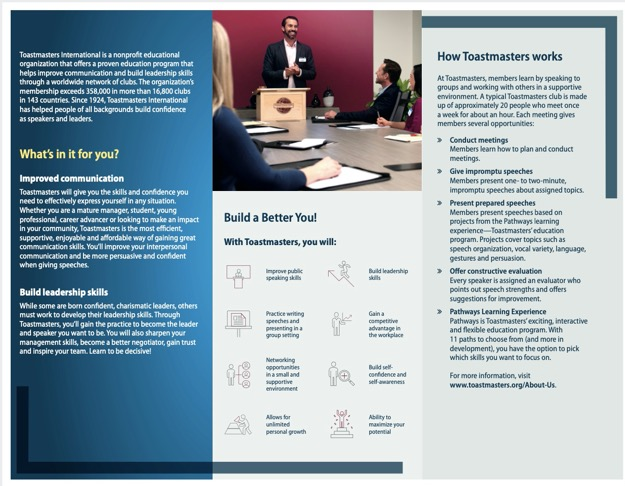 Toastmasters International is a nonprofit educational
organization that offers a proven education program that
helps improve communication and build leadership skills
through a worldwide network of clubs. The organization's
membership exceeds 358,000 in more than 16,800 clubs
in 143 countries. Since 1924, Toastmasters International
has helped people of all backgrounds build confidence
as speakers and leaders.
What's in it for you?
Improved communication
Toastmasters will give you the skills and confidence you
need to effectively express yourself in any situation.
Whether you are a mature manager, student, young
professional, career advancer or looking to make an impact
in your community, Toastmasters is the most efficient,
supportive, enjoyable and affordable way of gaining great
communication skills. You'll improve your interpersonal
communication and be more persuasive and confident
when giving speeches.
Build leadership skills
While some are born confident, charismatic leaders, others
must work to develop their leadership skills. Through
Toastmasters, you'll gain the practice to become the leader
and speaker you want to be. You will also sharpen your
management skills, become a better negotiator, gain trust
and inspire your team. Learn to be decisive!
Build a Better You!
With Toastmasters, you will:
Improve public
speaking skills
Build leadership
skills
Practice writing
speeches and
presenting in a
group setting
Gain a
competitive
advantage in
the workplace
Networking
opportunities
in a small and
supportive
environment
Build self-
confidence and
self-awareness
Allows for
unlimited
personal growth
Ability to
maximize your
potential
How Toastmasters works
At Toastmasters, members learn by speaking to
groups and working with others in a supportive
environment. A typical Toastmasters club is made
up of approximately 20 people who meet once
a week for about an hour. Each meeting gives
members several opportunities:
» Conduct meetings
Members learn how to plan and conduct
meetings.
» Give impromptu speeches
Members present one- to two-minute,
impromptu speeches about assigned topics.
» Present prepared speeches
Members present speeches based on
projects from the Pathways learning
experience—Toastmasters' education
program. Projects cover topics such as
speech organization, vocal variety, language,
gestures and persuasion.
» Offer constructive evaluation
Every speaker is assigned an evaluator who
points out speech strengths and offers
suggestions for improvement.
» Pathways Learning Experience
Pathways is Toastmasters' exciting, interactive
and flexible education program. With
11 paths to choose from (and more in
development), you have the option to pick
which skills you want to focus on.
For more information, visit
www.toastmasters.org/About-Us.